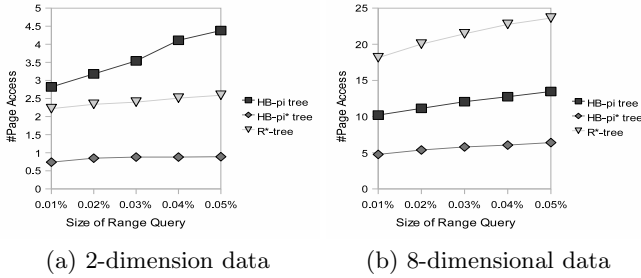 5
4.5
4
3.5
3
2.5
2
1.5
1
0.5
0
#Page Access
0.01% 0.02% 0.03% 0.04% 0.05%
Size of Range Query
HB-pi tree
HB-pi* tree
R*-tree
(a) 2-dimension data
25
20
15
10
5
0
#Page Access
0.01% 0.02% 0.03% 0.04% 0.05%
Size of Range Query
HB-pi tree
HB-pi* tree
R*-tree
(b) 8-dimensional data